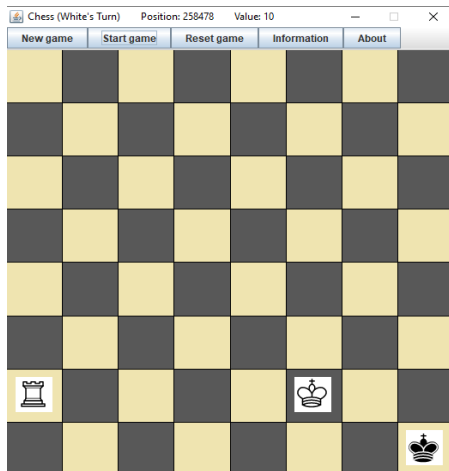 Chess (White's Turn) Position: 258478 Value: 10
New game Start game Reset game Information About